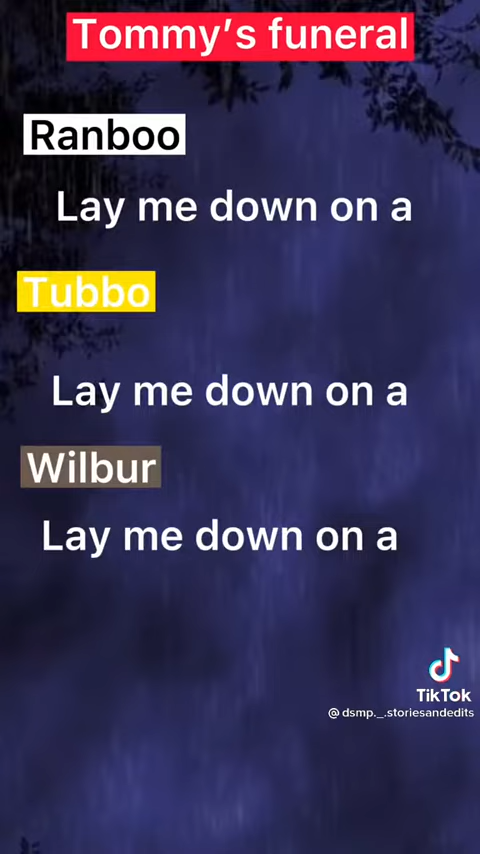 Tommy’s funeral
Ranboo
Lay me down on a
Tubbo
Lay me down on a
Wilbur
Lay me down on a
TikTok
@dsmp._.storiesandedits